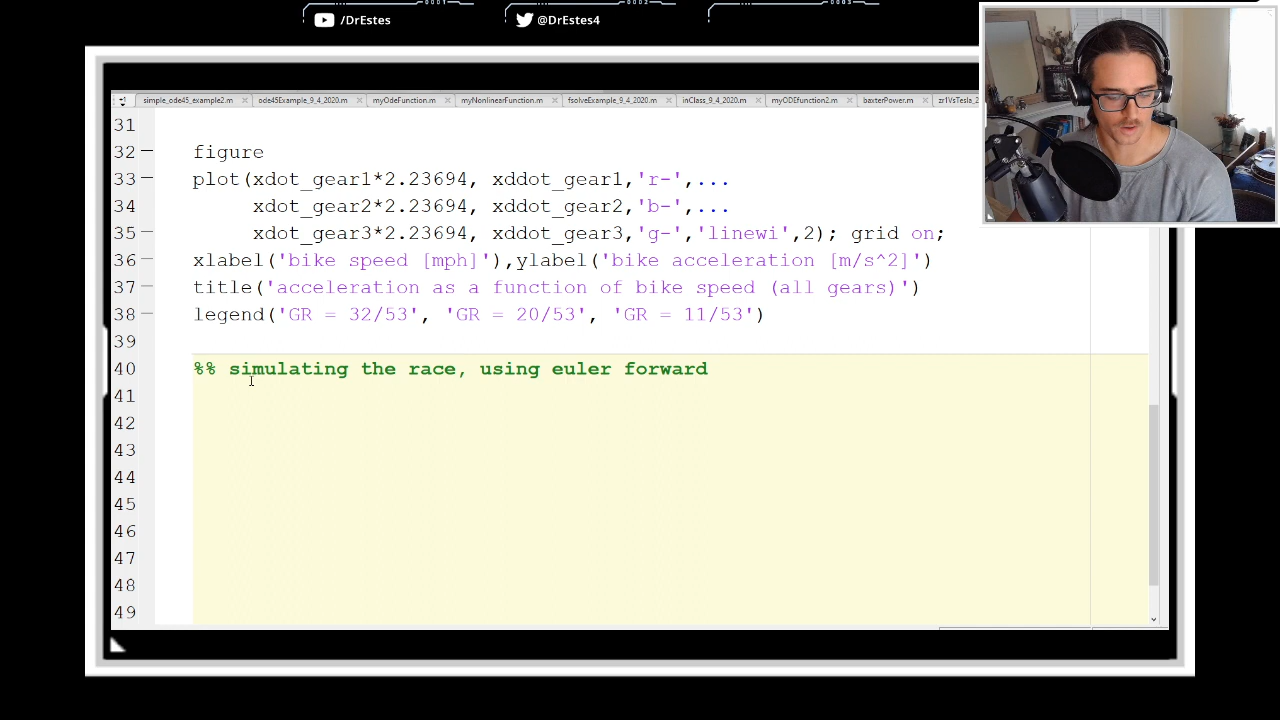 0001
0002
0003
/DrEstes
@DrEstes4
simple_ode45_example2.m
ode45Example_9_4_2020.m
myOdeFunction.m
myNonlinearFunction.m
fsolveExample_9_4_2020.m
inClass_9_4_2020.m
myODEfunction2.m
baxterPower.m
zr1VsTesla_2
31
32 figure
33 plot(xdot_gear1*2.23694, xddot_gear1,'r-',...
34 xdot_gear2*2.23694, xddot_gear2,'b-',...
35 xdot_gear3*2.23694, xddot_gear3,'g-','linewi',2); grid on;
36 xlabel('bike speed [mph]'),ylabel('bike acceleration [m/s^2]')
37 title('acceleration as a function of bike speed (all gears)')
38 legend('GR = 32/53', 'GR = 20/53', 'GR = 11/53')
39
40 %% simulating the race, using euler forward
41
42
43
44
45
46
47
48
49